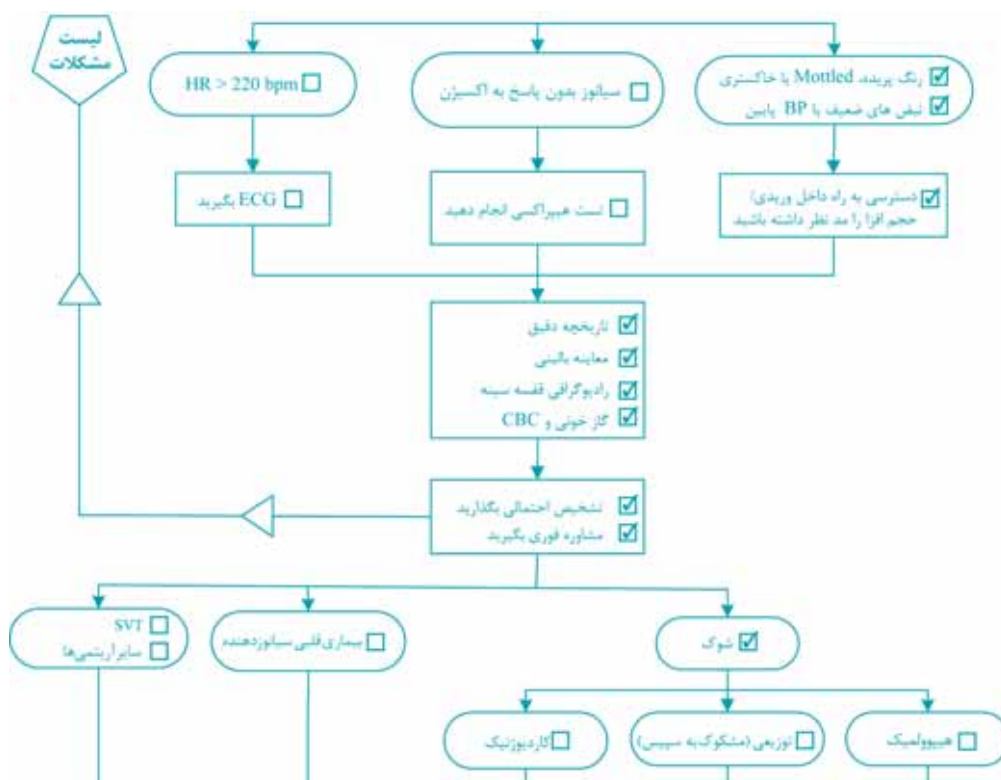 لیست
مشکلات
رنگ پریده، Mottled یا خاکستری
نبض های ضعیف یا BP پایین
سیانوز بدون پاسخ به اکسیژن
HR > 220 bpm
دسترسی به راه داخل وریدی/
حجم افزا را مد نظر داشته باشید
تست هیپراکسی انجام دهید
ECG بگیرید
تاریخچه دقیق
معاینه بالینی
رادیوگرافی قفسه سینه
گاز خونی و CBC
تشخیص احتمالی بگذارید
مشاوره فوری بگیرید
شوک
بیماری قلبی سیانوزدهنده
SVT
سایر آریتمی‌ها
هیپوولمیک
توزیعی (مشکوک به سپسیس)
کاردیوژنیک